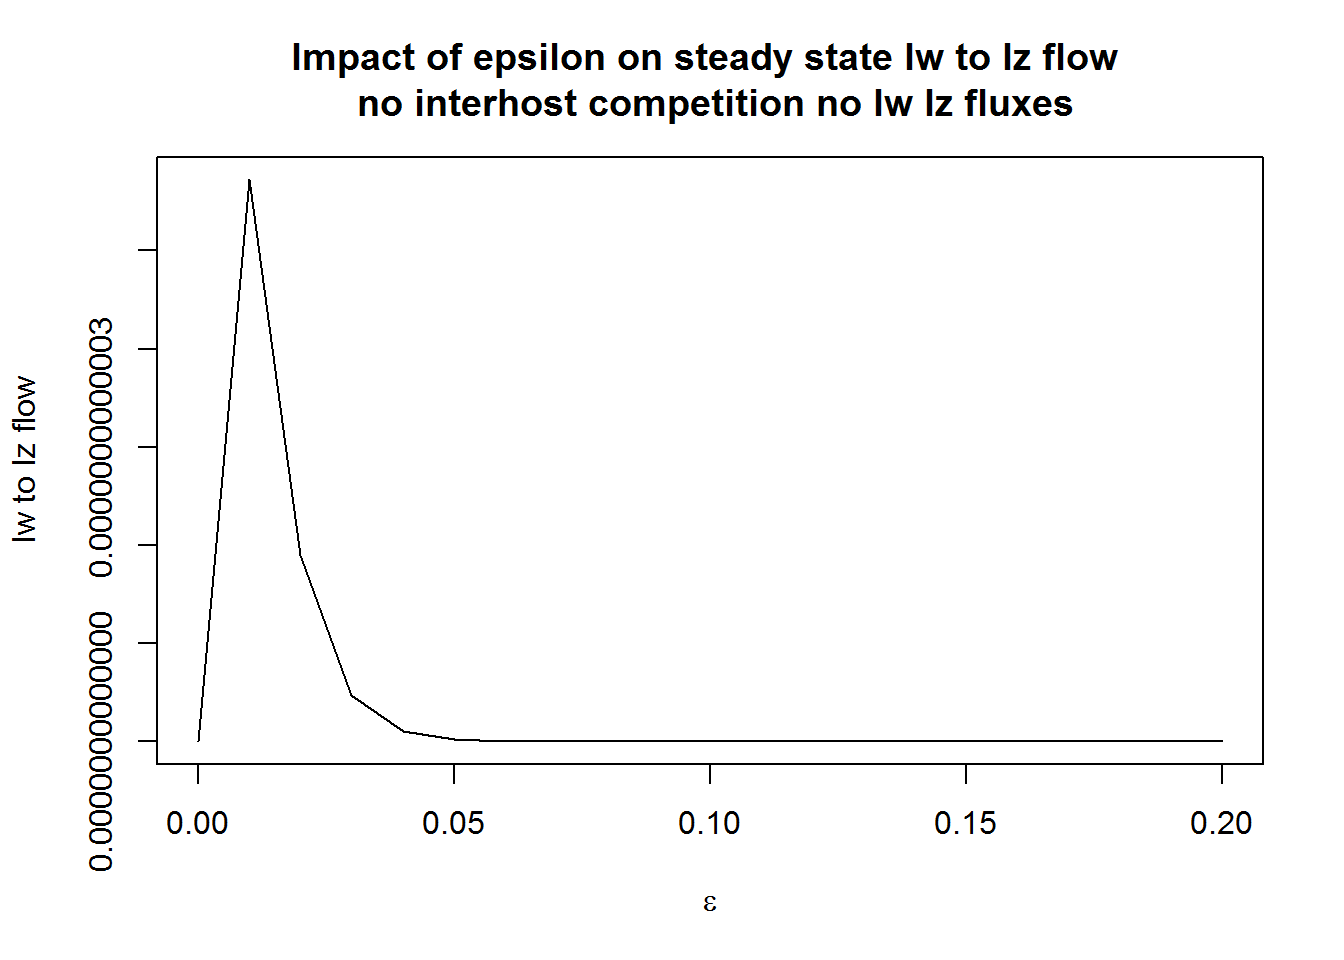 Impact of epsilon on steady state Iw to Iz flow
no interhost competition no Iw Iz fluxes
Iw to Iz flow
0.0000000000003
0.0000000000000
0.00 0.05 0.10 0.15 0.20
ε